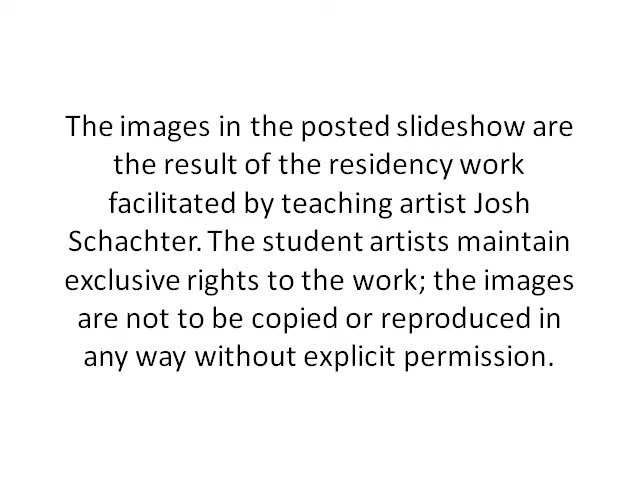 The images in the posted slideshow are
the result of the residency work
facilitated by teaching artist Josh
Schachter. The student artists maintain
exclusive rights to the work; the images
are not to be copied or reproduced in
any way without explicit permission.